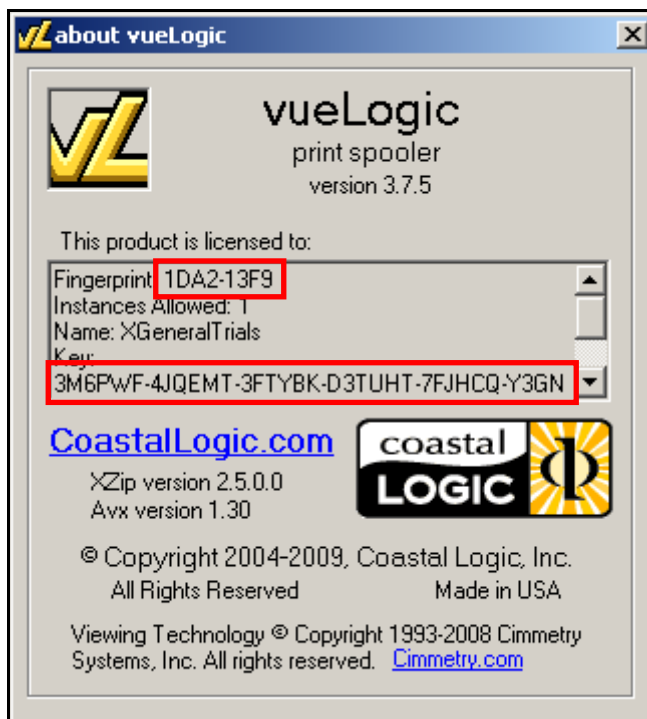 about vueLogic
vueLogic
print spooler
version 3.7.5
This product is licensed to:
Fingerprint: 1DA2-13F9
Instances Allowed: 1
Name: XGeneralTrials
Key:
3M6PWF-4JQEMT-3FTYBK-D3TUHT-7FJHCQ-Y3GN
CoastalLogic.com
coastal
LOGIC
XZip version 2.5.0.0
Avx version 1.30
© Copyright 2004-2009, Coastal Logic, Inc.
All Rights Reserved Made in USA
Viewing Technology © Copyright 1993-2008 Cimmetry
Systems, Inc. All rights reserved. Cimmetry.com